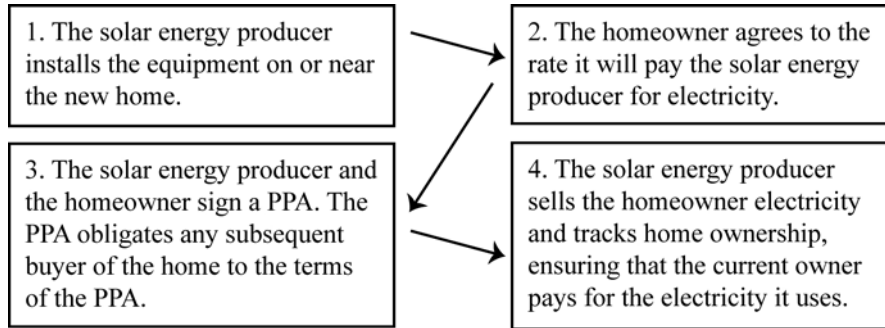 1. The solar energy producer
installs the equipment on or near
the new home.
2. The homeowner agrees to the
rate it will pay the solar energy
producer for electricity.
3. The solar energy producer and
the homeowner sign a PPA. The
PPA obligates any subsequent
buyer of the home to the terms
of the PPA.
4. The solar energy producer
sells the homeowner electricity
and tracks home ownership,
ensuring that the current owner
pays for the electricity it uses.